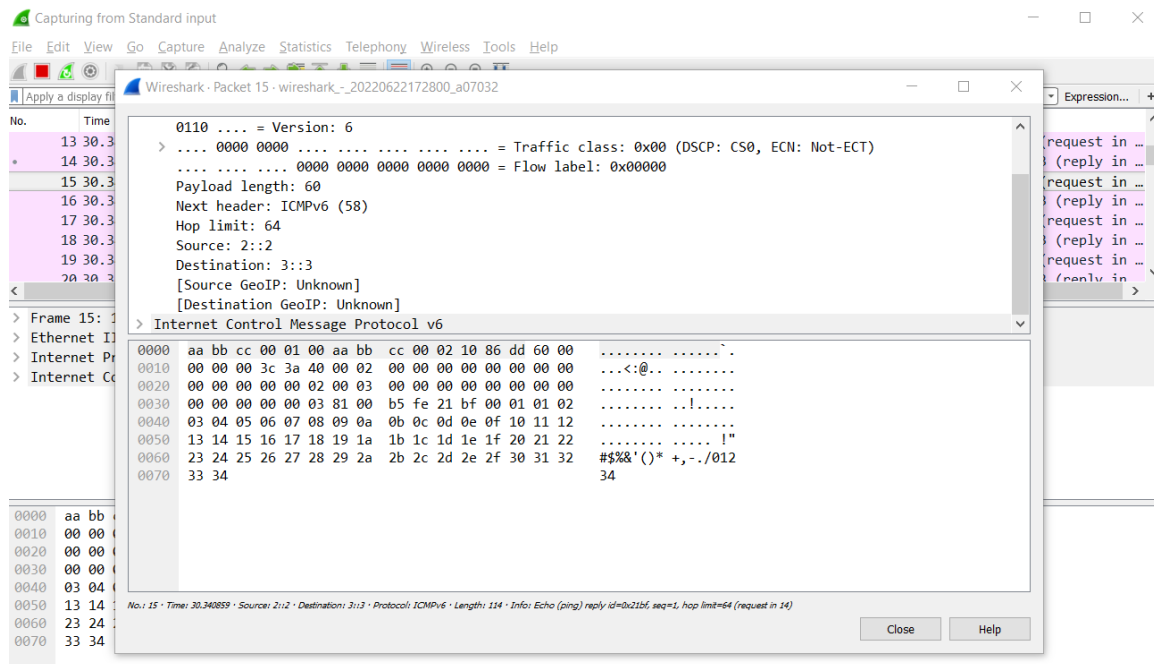 Capturing from Standard input
File Edit View Go Capture Analyze Statistics Telephony Wireless Tools Help
Apply a display fil
Expression... +
No. Time
13 30.3
14 30.3
15 30.3
16 30.3
17 30.3
18 30.3
19 30.3
20 30.3
request in …
(reply in …
(request in …
(reply in …
request in …
(reply in …
request in …
(reply in
> Frame 15: 1
> Ethernet II
> Internet Pr
> Internet Co
0000 aa bb
0010 00 00
0020 00 00
0030 00 00
0040 03 04
0050 13 14
0060 23 24
0070 33 34
Wireshark · Packet 15 · wireshark_-_20220622172800_a07032
0110 .... = Version: 6
> .... 0000 0000 .... .... .... .... .... = Traffic class: 0x00 (DSCP: CS0, ECN: Not-ECT)
.... .... .... 0000 0000 0000 0000 0000 = Flow label: 0x00000
Payload length: 60
Next header: ICMPv6 (58)
Hop limit: 64
Source: 2::2
Destination: 3::3
[Source GeoIP: Unknown]
[Destination GeoIP: Unknown]
> Internet Control Message Protocol v6
0000 aa bb cc 00 01 00 aa bb cc 00 02 10 86 dd 60 00 ........ ......`.
0010 00 00 00 3c 3a 40 00 02 00 00 00 00 00 00 00 00 ...<:@.. ........
0020 00 00 00 00 00 02 00 03 00 00 00 00 00 00 00 00 ........ ........
0030 00 00 00 00 00 03 81 00 b5 fe 21 bf 00 01 01 02 ........ ..!.....
0040 03 04 05 06 07 08 09 0a 0b 0c 0d 0e 0f 10 11 12 ........ ........
0050 13 14 15 16 17 18 19 1a 1b 1c 1d 1e 1f 20 21 22 ........ ..... !"
0060 23 24 25 26 27 28 29 2a 2b 2c 2d 2e 2f 30 31 32 #$%&'()* +,-./012
0070 33 34 34
No.: 15 · Time: 30.340859 · Source: 2::2 · Destination: 3::3 · Protocol: ICMPv6 · Length: 114 · Info: Echo (ping) reply id=0x21bf, seq=1, hop limit=64 (request in 14)
Close Help